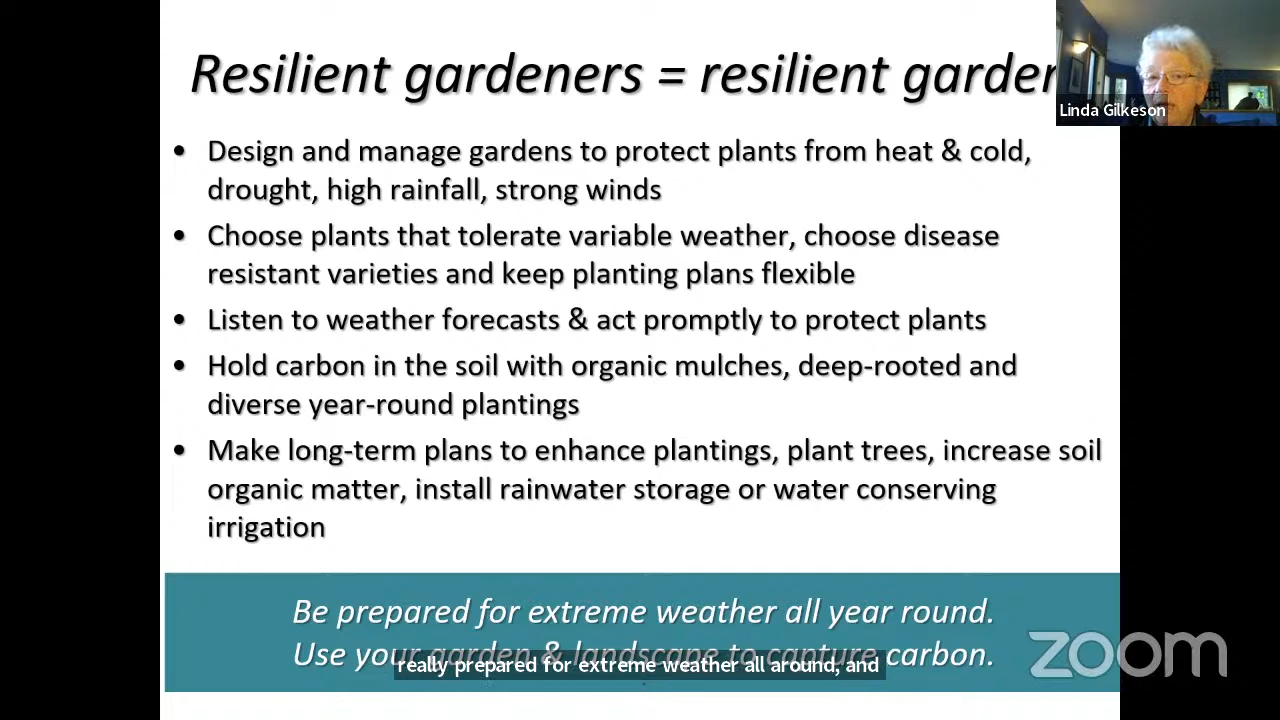 Resilient gardeners = resilient garden
Linda Gilkeson
• Design and manage gardens to protect plants from heat & cold,
drought, high rainfall, strong winds
• Choose plants that tolerate variable weather, choose disease
resistant varieties and keep planting plans flexible
• Listen to weather forecasts & act promptly to protect plants
• Hold carbon in the soil with organic mulches, deep-rooted and
diverse year-round plantings
• Make long-term plans to enhance plantings, plant trees, increase soil
organic matter, install rainwater storage or water conserving
irrigation
Be prepared for extreme weather all year round.
Use your garden & landscape to capture carbon.
really prepared for extreme weather all around, and
zoom